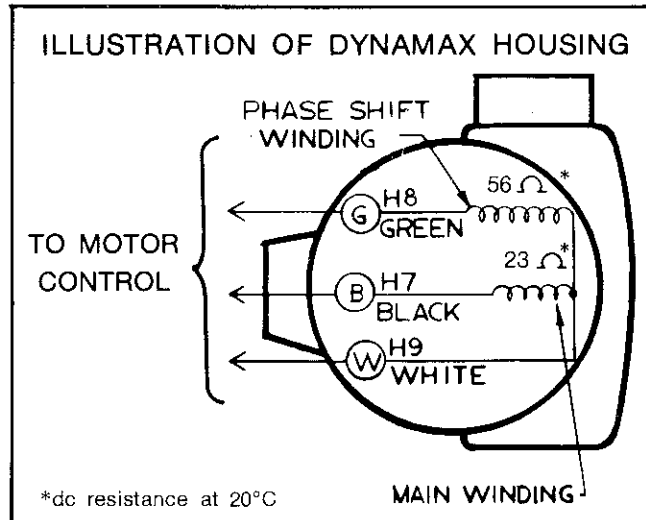 ILLUSTRATION OF DYNAMAX HOUSING
PHASE SHIFT
WINDING
56 Ω *
G
H8
GREEN
TO MOTOR
CONTROL
23 Ω *
B
H7
BLACK
W
H9
WHITE
*dc resistance at 20°C
MAIN WINDING